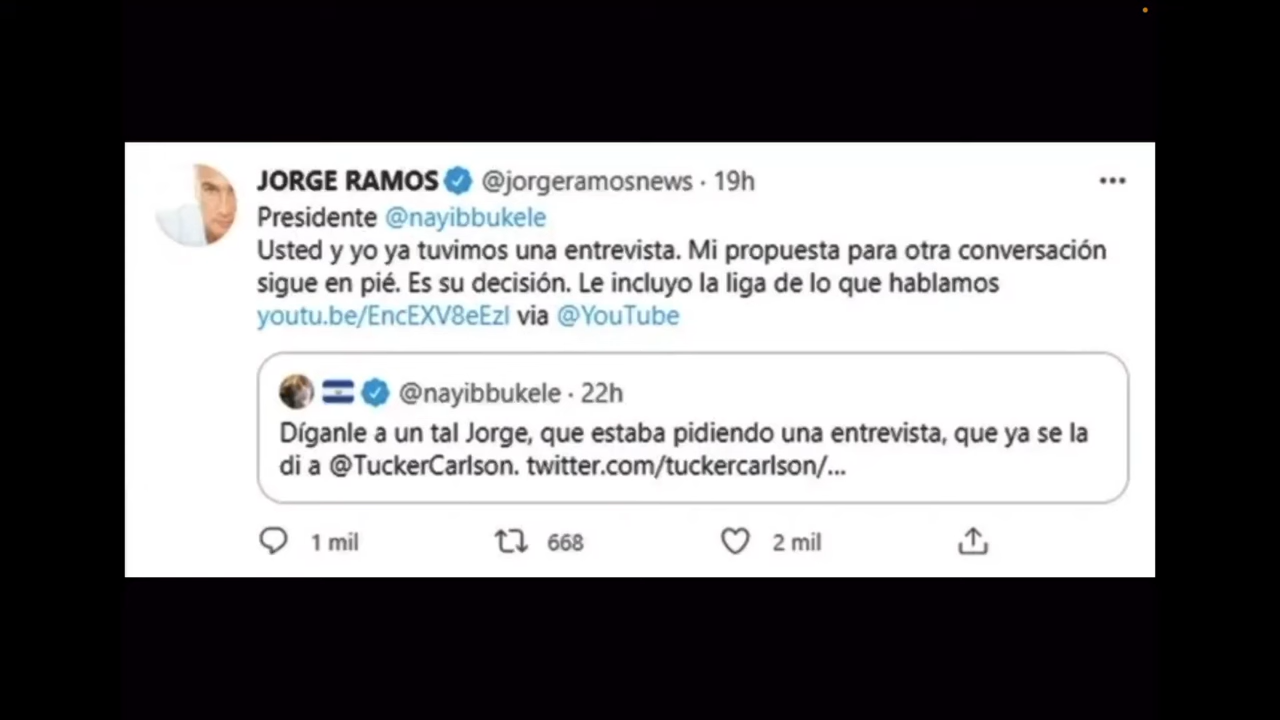 JORGE RAMOS @jorgeramosnews · 19h
Presidente @nayibbukele
Usted y yo ya tuvimos una entrevista. Mi propuesta para otra conversación
sigue en pié. Es su decisión. Le incluyo la liga de lo que hablamos
youtu.be/EncEXV8eEzI via @YouTube
@nayibbukele · 22h
Díganle a un tal Jorge, que estaba pidiendo una entrevista, que ya se la
di a @TuckerCarlson. twitter.com/tuckercarlson/...
1 mil 668 2 mil